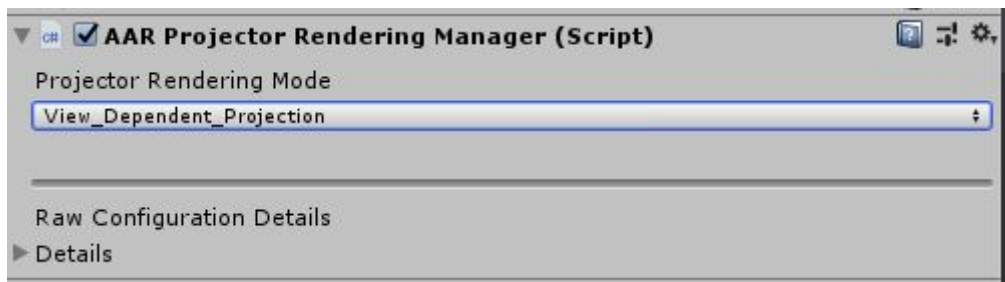 c#
AAR Projector Rendering Manager (Script)
Projector Rendering Mode
View_Dependent_Projection
Raw Configuration Details
Details